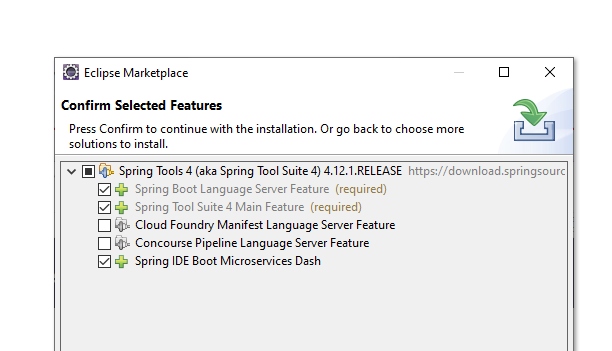 Eclipse Marketplace
Confirm Selected Features
Press Confirm to continue with the installation. Or go back to choose more
solutions to install.
Spring Tools 4 (aka Spring Tool Suite 4) 4.12.1.RELEASE https://download.springsourc
Spring Boot Language Server Feature (required)
Spring Tool Suite 4 Main Feature (required)
Cloud Foundry Manifest Language Server Feature
Concourse Pipeline Language Server Feature
Spring IDE Boot Microservices Dash